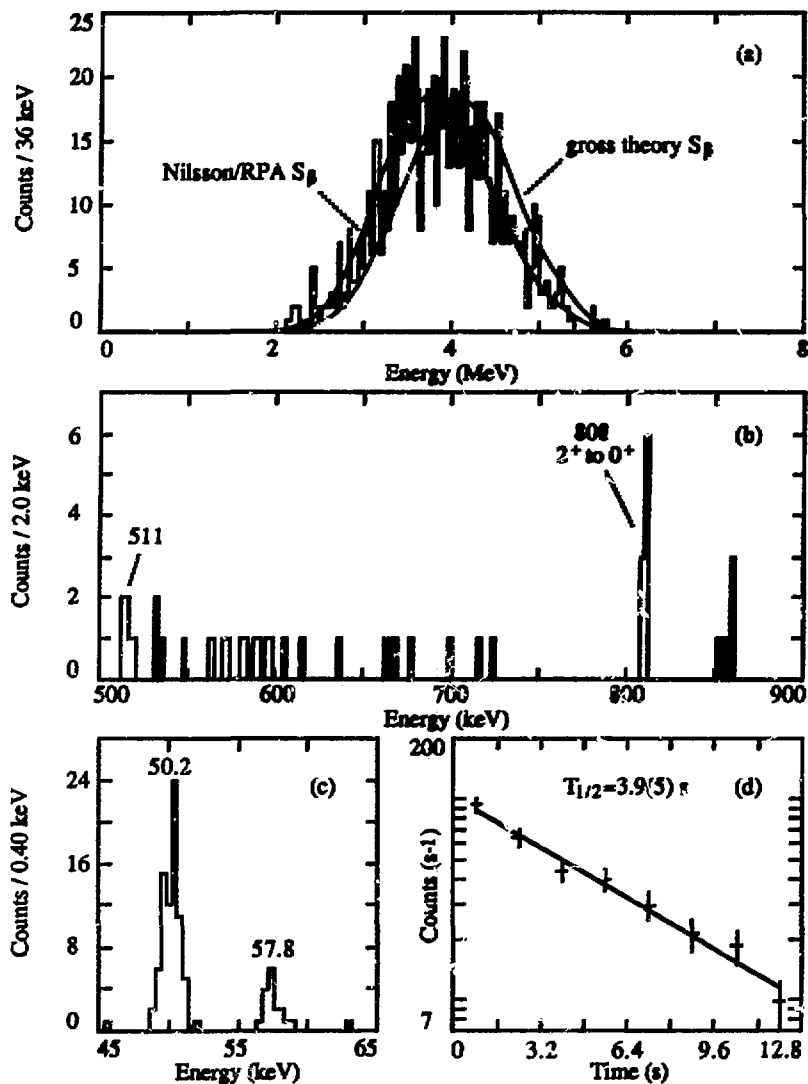 25
20
15
10
5
0
Counts / 36 keV
(a)
Nilsson/RPA Sβ
gross theory Sβ
0 2 4 6 8
Energy (MeV)
6
4
2
0
Counts / 2.0 keV
(b)
511
808
2⁺ to 0⁺
500 600 700 800 900
Energy (keV)
24
16
8
0
Counts / 0.40 keV
50.2
(c)
57.8
45 55 65
Energy (keV)
200
7
Counts (s-1)
T1/2=3.9(5) s
(d)
0 3.2 6.4 9.6 12.8
Time (s)